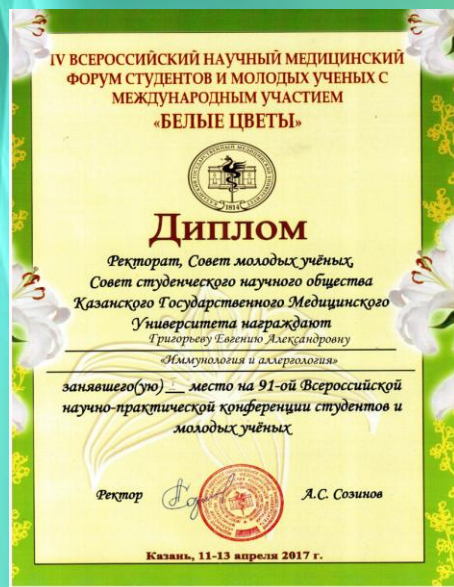 IV ВСЕРОССИЙСКИЙ НАУЧНЫЙ МЕДИЦИНСКИЙ
ФОРУМ СТУДЕНТОВ И МОЛОДЫХ УЧЕНЫХ С
МЕЖДУНАРОДНЫМ УЧАСТИЕМ
«БЕЛЫЕ ЦВЕТЫ»
1814
Диплом
Ректорат, Совет молодых учёных,
Совет студенческого научного общества
Казанского Государственного Медицинского
Университета награждают
Григорьеву Евгению Александровну
«Иммунология и аллергология»
занявшего(ую) место на 91-ой Всероссийской
научно-практической конференции студентов и
молодых учёных
Ректор А.С. Созинов
Казань, 11-13 апреля 2017 г.